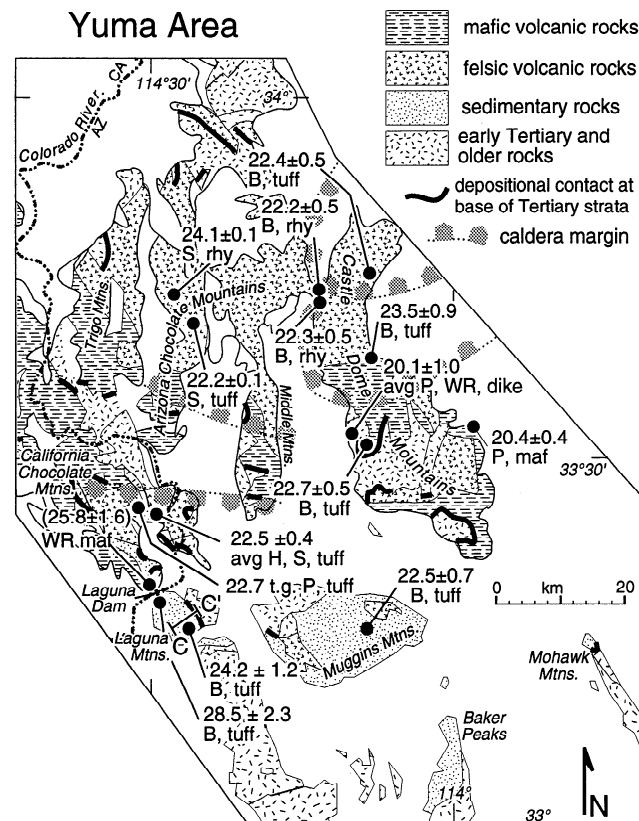 Yuma Area
mafic volcanic rocks
felsic volcanic rocks
sedimentary rocks
early Tertiary and
older rocks
depositional contact at
base of Tertiary strata
caldera margin
Colorado River
CA
AZ
114°30'
34°
22.4±0.5
B, tuff
22.2±0.5
B, rhy
24.1±0.1
S, rhy
Trigo Mtns.
Arizona Chocolate Mountains
Castle Dome Mountains
22.3±0.5
B, rhy
23.5±0.9
B, tuff
22.2±0.1
S, tuff
Middle Mtns.
20.1±1.0
avg P, WR, dike
20.4±0.4
P, maf
33°30'
California
Chocolate
Mtns.
22.7±0.5
B, tuff
(25.8±1.6)
WR maf
22.5 ±0.4
avg H, S, tuff
22.7 t.g. P, tuff
22.5±0.7
B, tuff
Laguna
Dam
C'
C
Laguna
Mtns.
Muggins Mtns.
0 km 20
24.2 ± 1.2
B, tuff
28.5 ± 2.3
B, tuff
Mohawk
Mtns.
Baker
Peaks
114°
33°
N